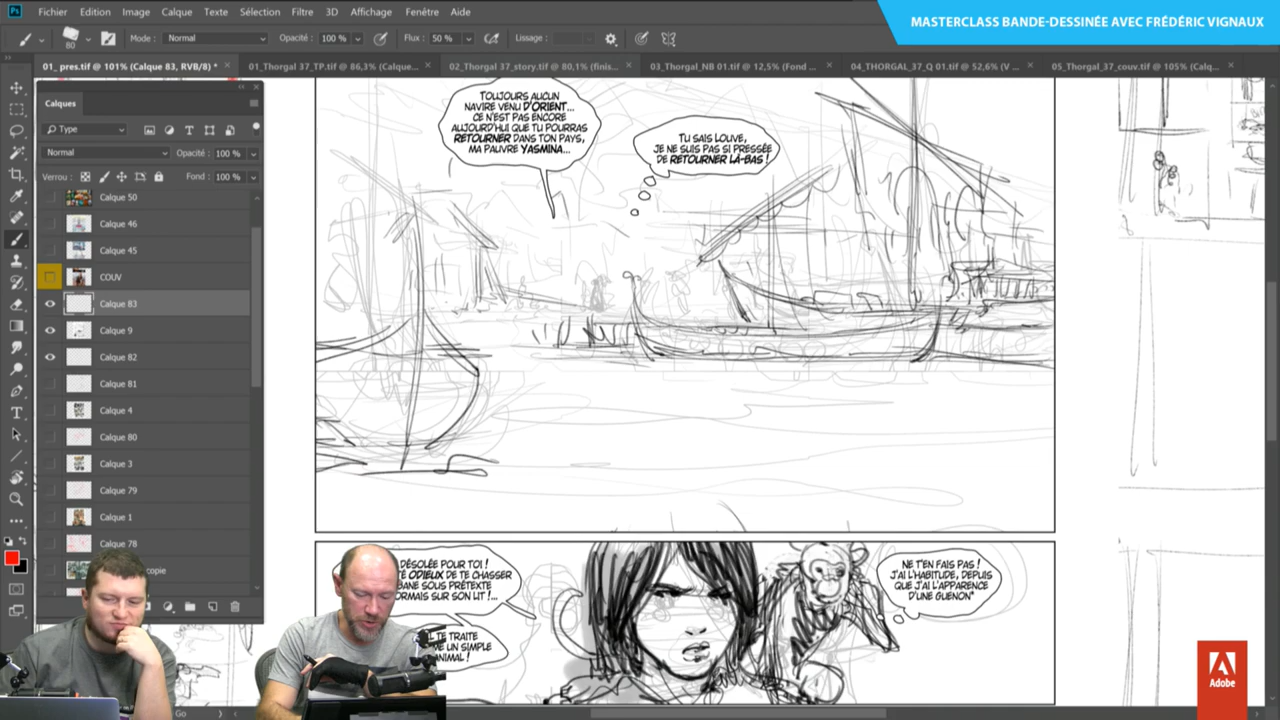 Ps Fichier Edition Image Calque Texte Sélection Filtre 3D Affichage Fenêtre Aide
MASTERCLASS BANDE-DESSINÉE AVEC FRÉDÉRIC VIGNAUX
80 Mode : Normal Opacité : 100 % Flux : 50 % Lissage :
01_ pres.tif @ 101% (Calque 83, RVB/8) * × 01_Thorgal 37_TP.tif @ 86,3% (Calque... × 02_Thorgal 37_story.tif @ 80,1% (finis... × 03_Thorgal_NB 01.tif @ 12,5% (Fond ... × 04_THORGAL_37_Q 01.tif @ 52,6% (V ... × 05_Thorgal_37_couv.tif @ 105% (Calq... ×
Calques
Type
Normal Opacité : 100 %
Verrou : Fond : 100 %
Calque 50
Calque 46
Calque 45
COUV
Calque 83
Calque 9
Calque 82
Calque 81
Calque 4
Calque 80
Calque 3
Calque 79
Calque 1
Calque 78
copie
TOUJOURS AUCUN
NAVIRE VENU D'ORIENT...
CE N'EST PAS ENCORE
AUJOURD'HUI QUE TU POURRAS
RETOURNER DANS TON PAYS,
MA PAUVRE YASMINA...
TU SAIS LOUVE,
JE NE SUIS PAS SI PRESSÉE
DE RETOURNER LÀ-BAS !
DÉSOLÉE POUR TOI !
ODIEUX DE TE CHASSER
SOUS PRÉTEXTE
SUR SON LIT !...
TE TRAITE
UN SIMPLE
ANIMAL !
NE T'EN FAIS PAS !
J'AI L'HABITUDE, DEPUIS
QUE J'AI L'APPARENCE
D'UNE GUENON*
Go
Adobe